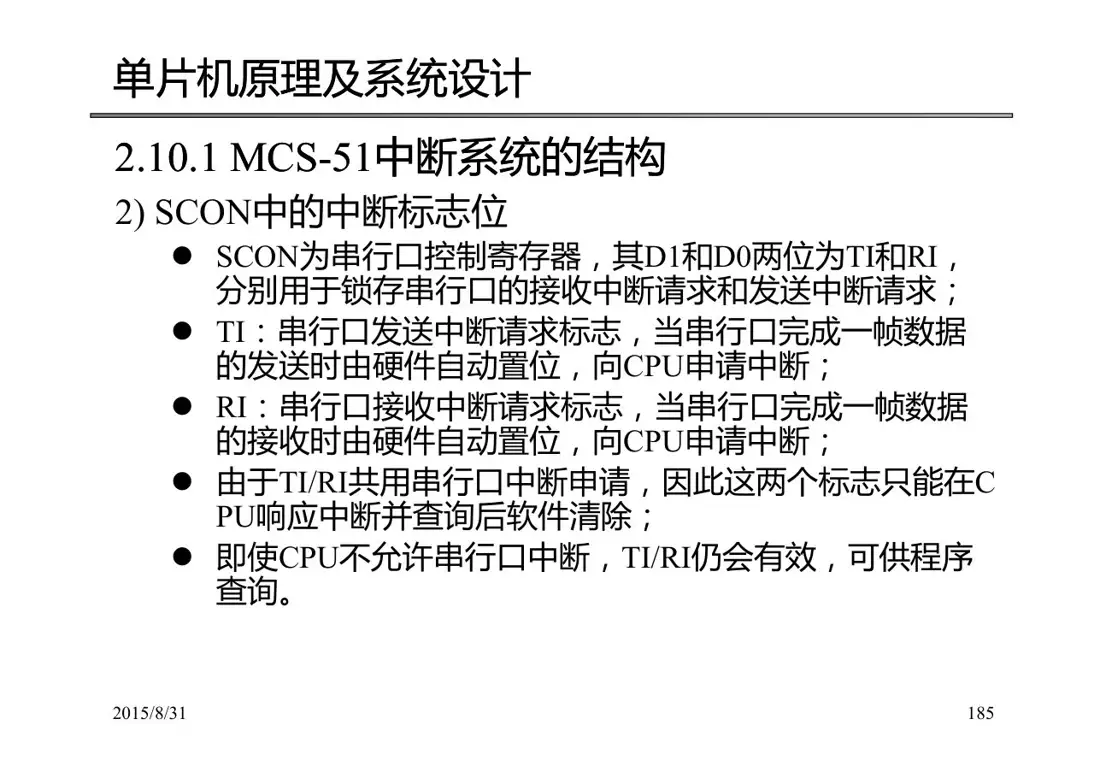 单片机原理及系统设计
2.10.1 MCS-51中断系统的结构
2) SCON中的中断标志位
● SCON为串行口控制寄存器，其D1和D0两位为TI和RI，
分别用于锁存串行口的接收中断请求和发送中断请求；
● TI：串行口发送中断请求标志，当串行口完成一帧数据
的发送时由硬件自动置位，向CPU申请中断；
● RI：串行口接收中断请求标志，当串行口完成一帧数据
的接收时由硬件自动置位，向CPU申请中断；
● 由于TI/RI共用串行口中断申请，因此这两个标志只能在C
PU响应中断并查询后软件清除；
● 即使CPU不允许串行口中断，TI/RI仍会有效，可供程序
查询。
2015/8/31
185